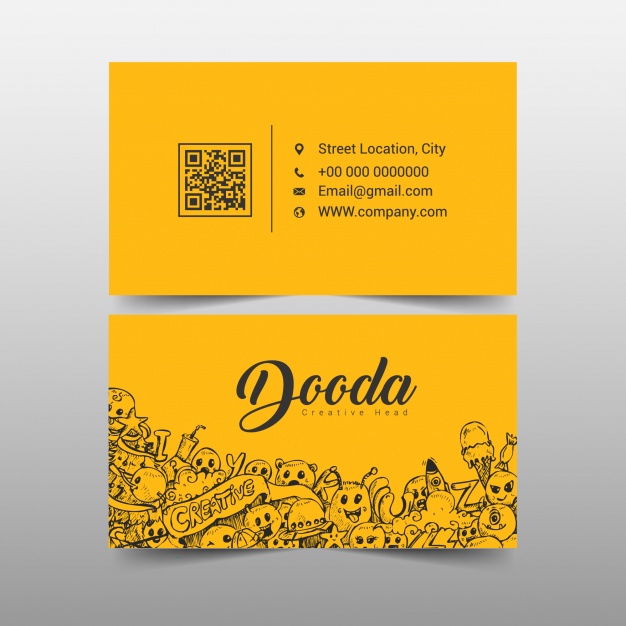 Street Location, City
+00 000 0000000
Email@gmail.com
WWW.company.com
Dooda
Creative Head
CREATIVE